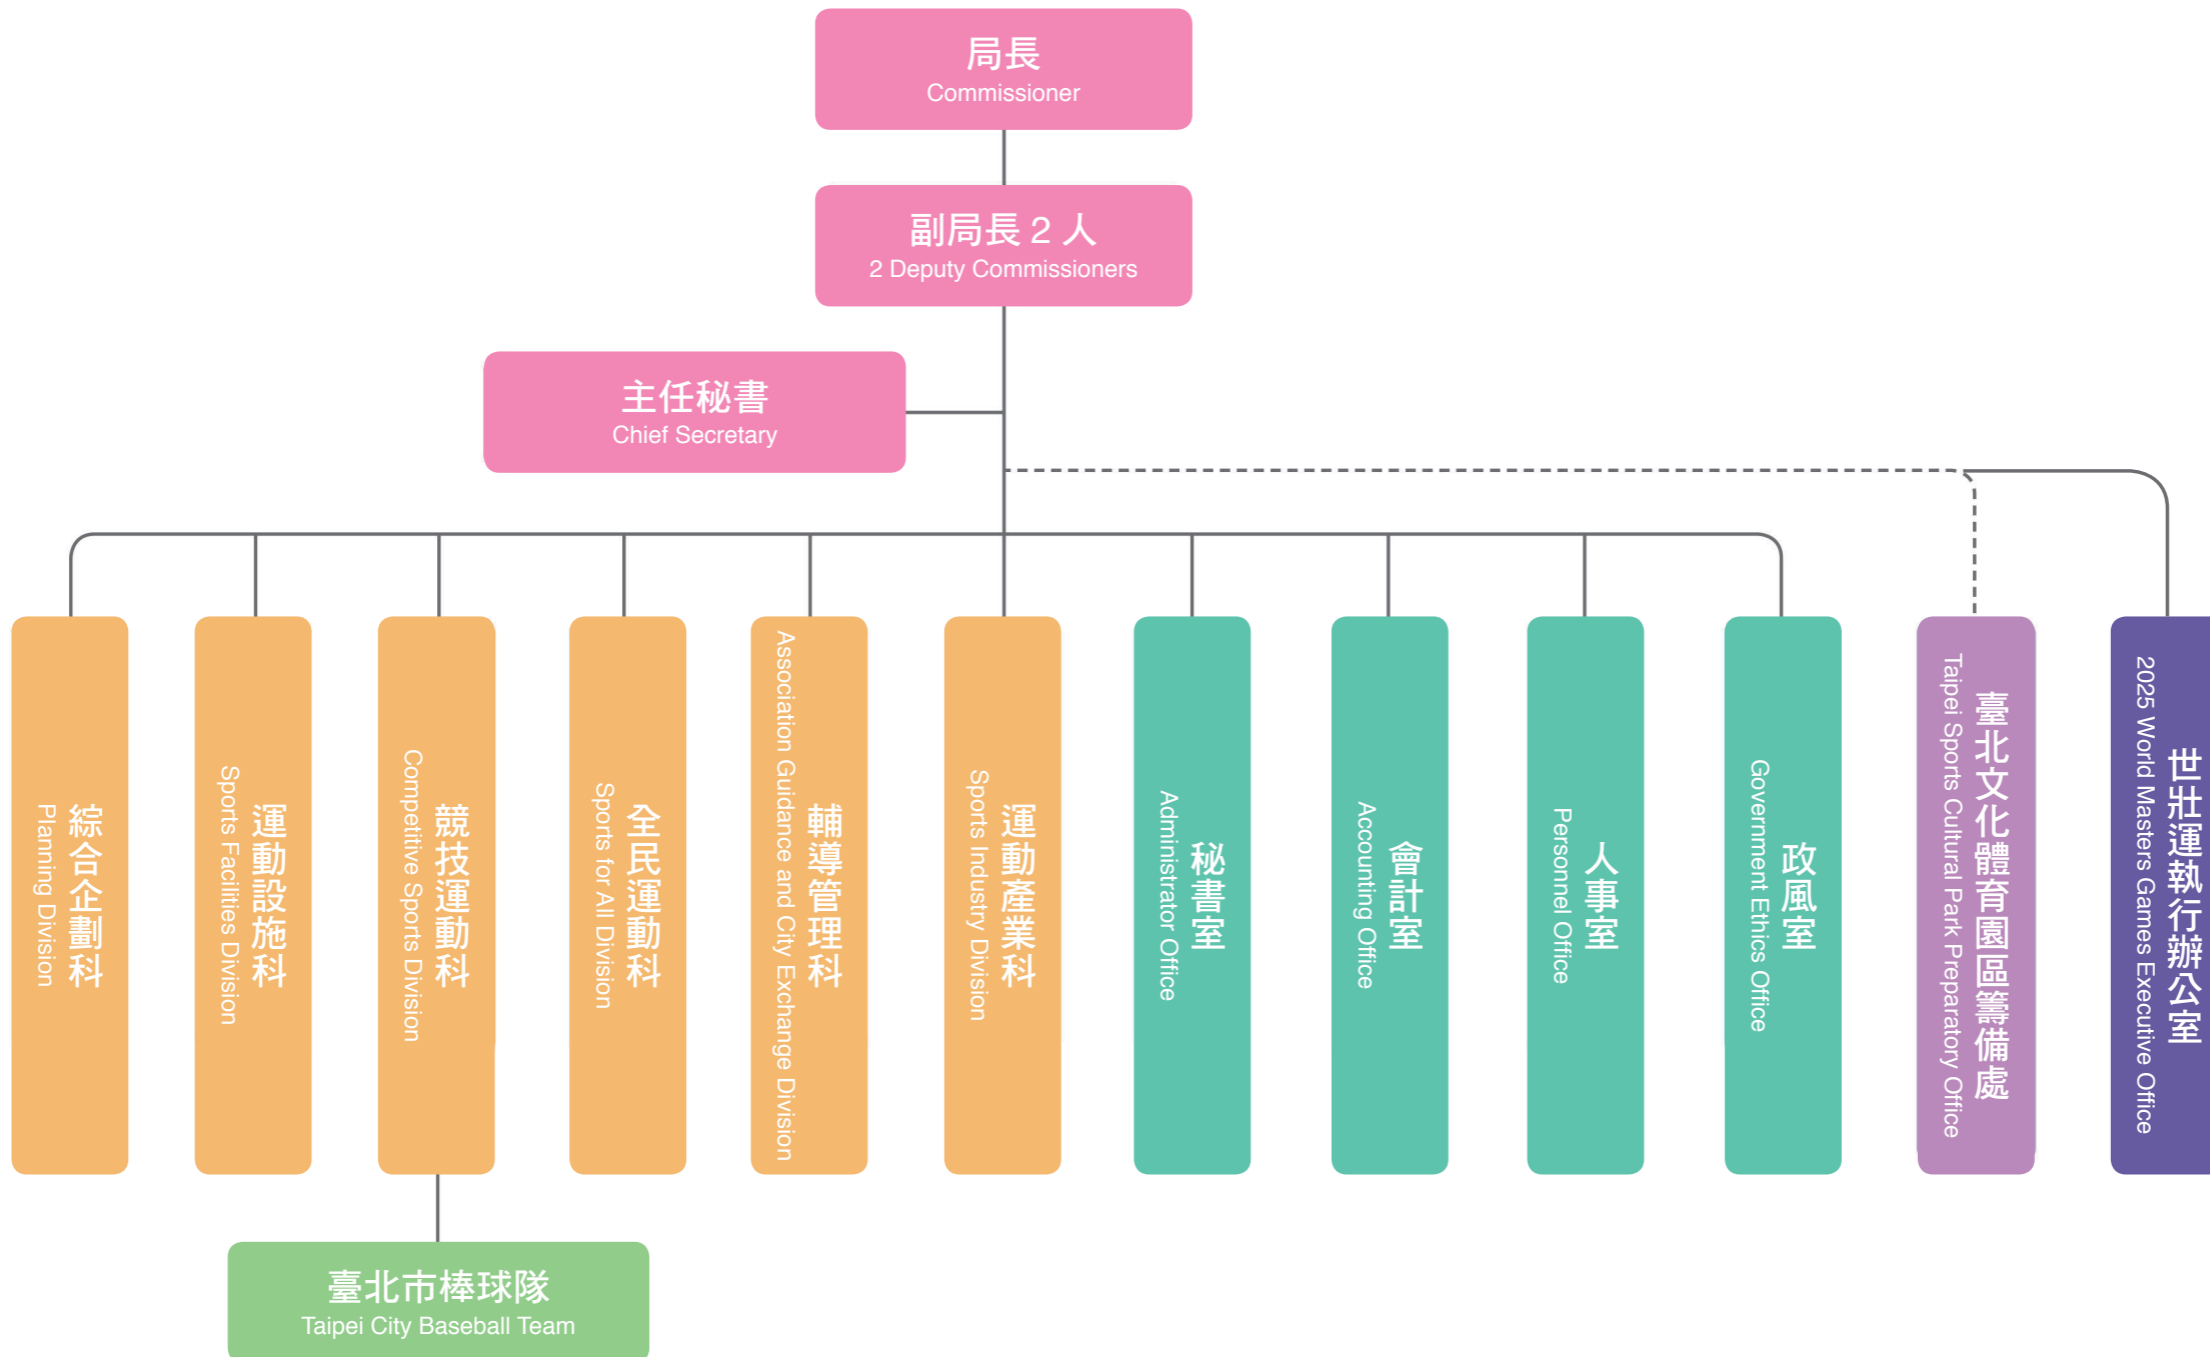 局長
Commissioner
副局長 2 人
2 Deputy Commissioners
主任秘書
Chief Secretary
綜合企劃科
Planning Division
運動設施科
Sports Facilities Division
競技運動科
Competitive Sports Division
全民運動科
Sports for All Division
輔導管理科
Association Guidance and City Exchange Division
運動產業科
Sports Industry Division
秘書室
Administrator Office
會計室
Accounting Office
人事室
Personnel Office
政風室
Government Ethics Office
臺北文化體育園區籌備處
Taipei Sports Cultural Park Preparatory Office
世壯運執行辦公室
2025 World Masters Games Executive Office
臺北市棒球隊
Taipei City Baseball Team